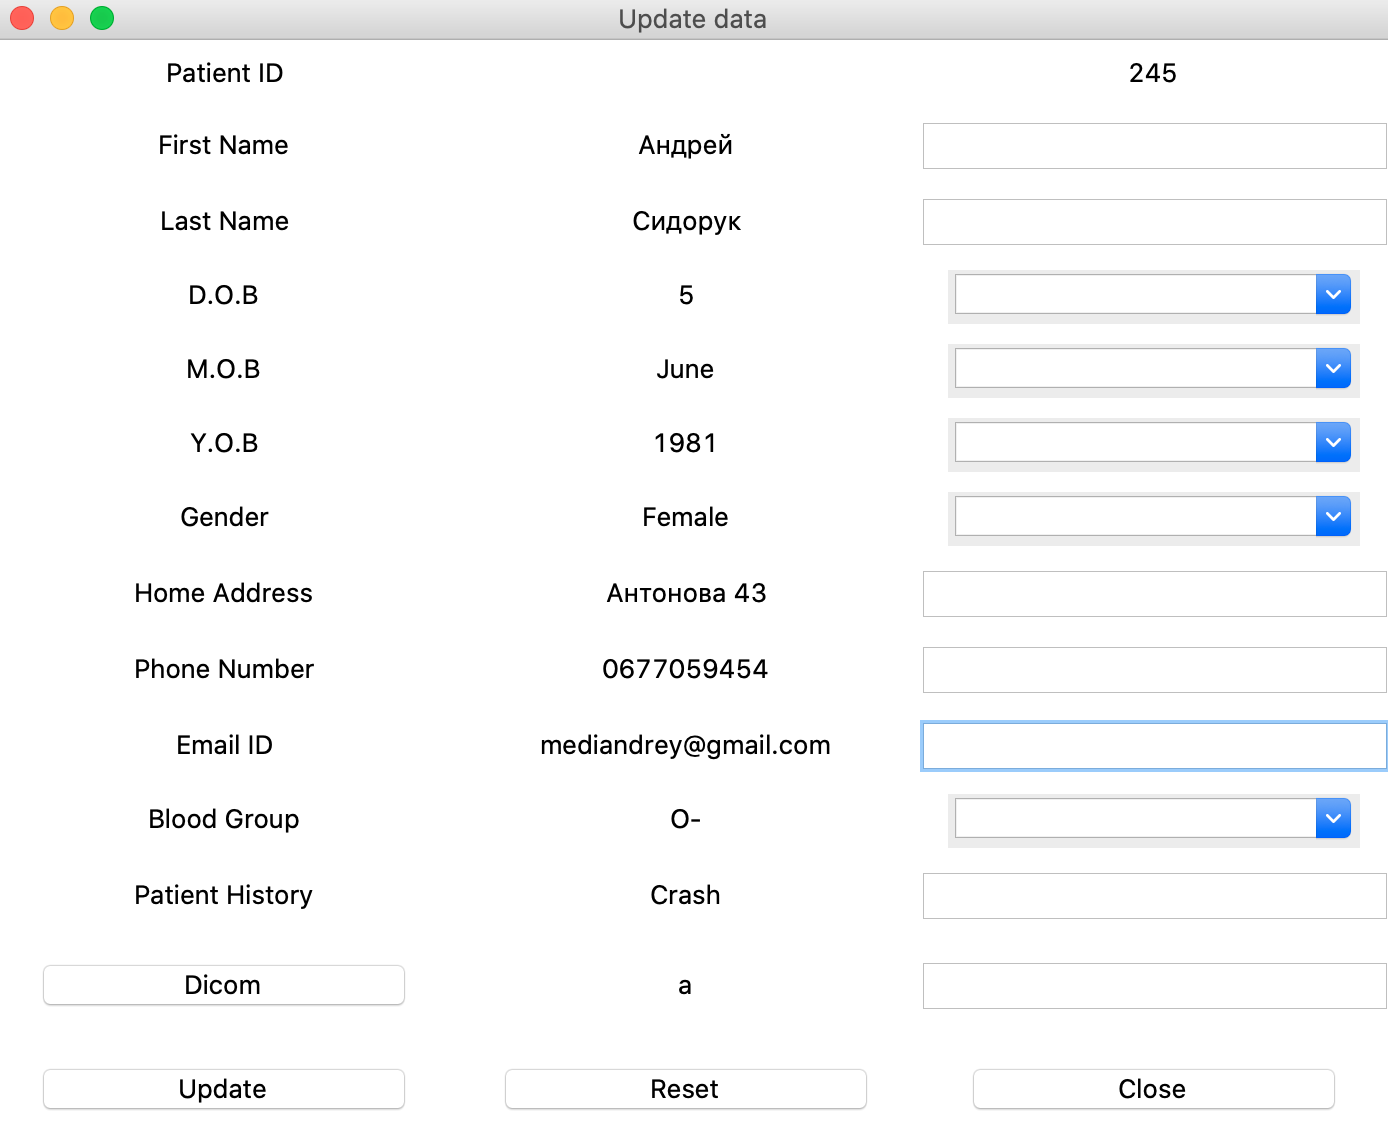 Update data
Patient ID 245
First Name Андрей
Last Name Сидорук
D.O.B 5
M.O.B June
Y.O.B 1981
Gender Female
Home Address Антонова 43
Phone Number 0677059454
Email ID mediandrey@gmail.com
Blood Group O-
Patient History Crash
Dicom a
Update Reset Close